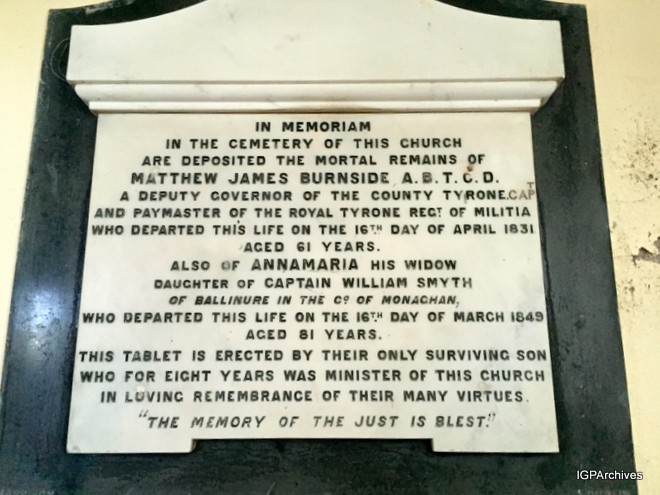 IN MEMORIAM
IN THE CEMETERY OF THIS CHURCH
ARE DEPOSITED THE MORTAL REMAINS OF
MATTHEW JAMES BURNSIDE, A.B.T.C.D.
A DEPUTY GOVERNOR OF THE COUNTY TYRONE. CAPT
AND PAYMASTER OF THE ROYAL TYRONE REGT OF MILITIA
WHO DEPARTED THIS LIFE ON THE 16TH DAY OF APRIL 1831
AGED 61 YEARS.
ALSO OF ANNAMARIA HIS WIDOW
DAUGHTER OF CAPTAIN WILLIAM SMYTH
OF BALLINURE IN THE CO. OF MONAGHAN,
WHO DEPARTED THIS LIFE ON THE 16TH DAY OF MARCH 1849
AGED 81 YEARS.
THIS TABLET IS ERECTED BY THEIR ONLY SURVIVING SON
WHO FOR EIGHT YEARS WAS MINISTER OF THIS CHURCH
IN LOVING REMEMBRANCE OF THEIR MANY VIRTUES.
"THE MEMORY OF THE JUST IS BLEST."
IGPArchives